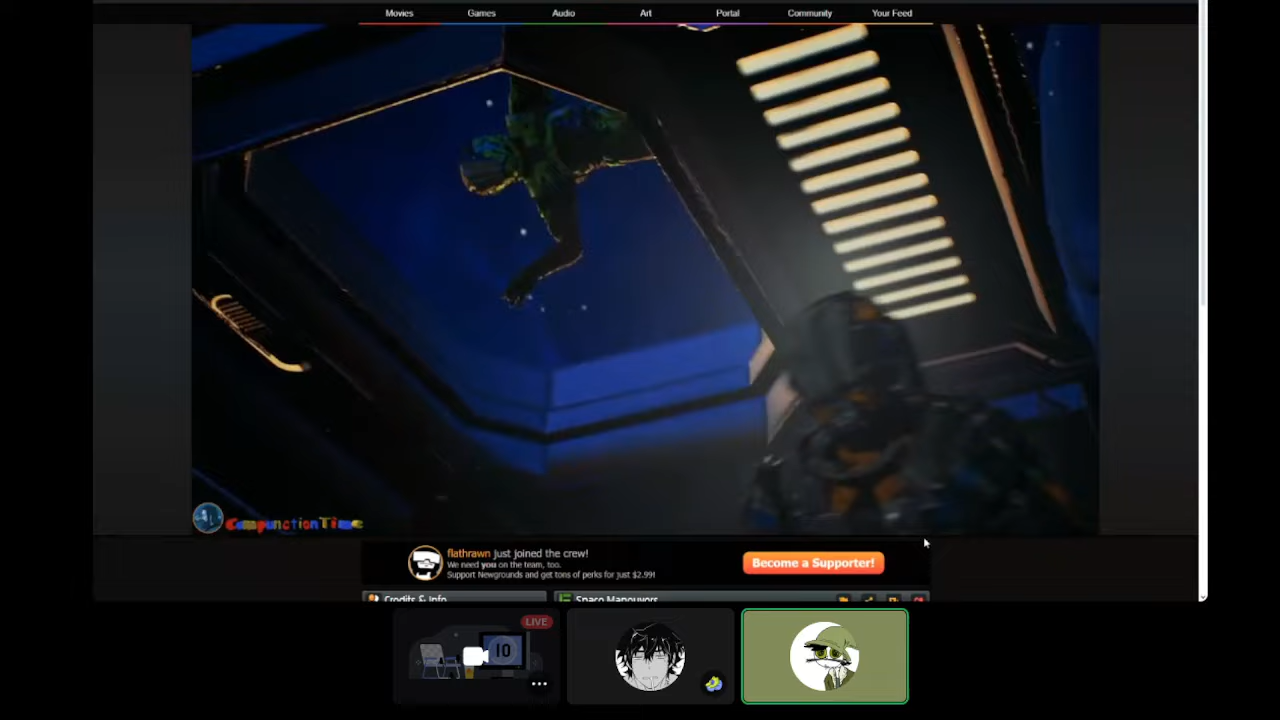 Movies Games Audio Art Portal Community Your Feed
CompunctionTime
flathrawn just joined the crew!
We need you on the team, too.
Support Newgrounds and get tons of perks for just $2.99!
Become a Supporter!
Credits & Info
Space Manouvors
LIVE
10